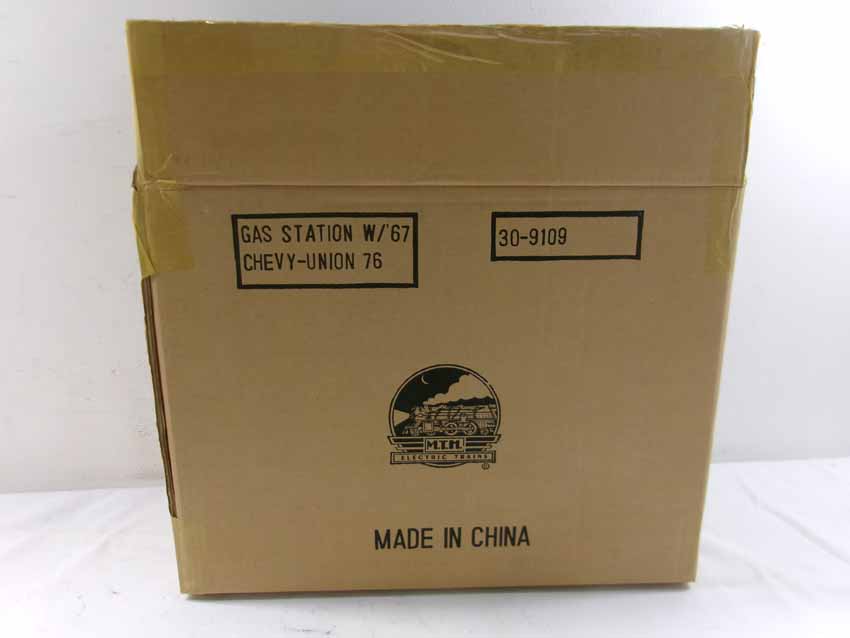 GAS STATION W/'67
CHEVY-UNION 76
30-9109
M.T.H.
ELECTRIC TRAINS
®
MADE IN CHINA